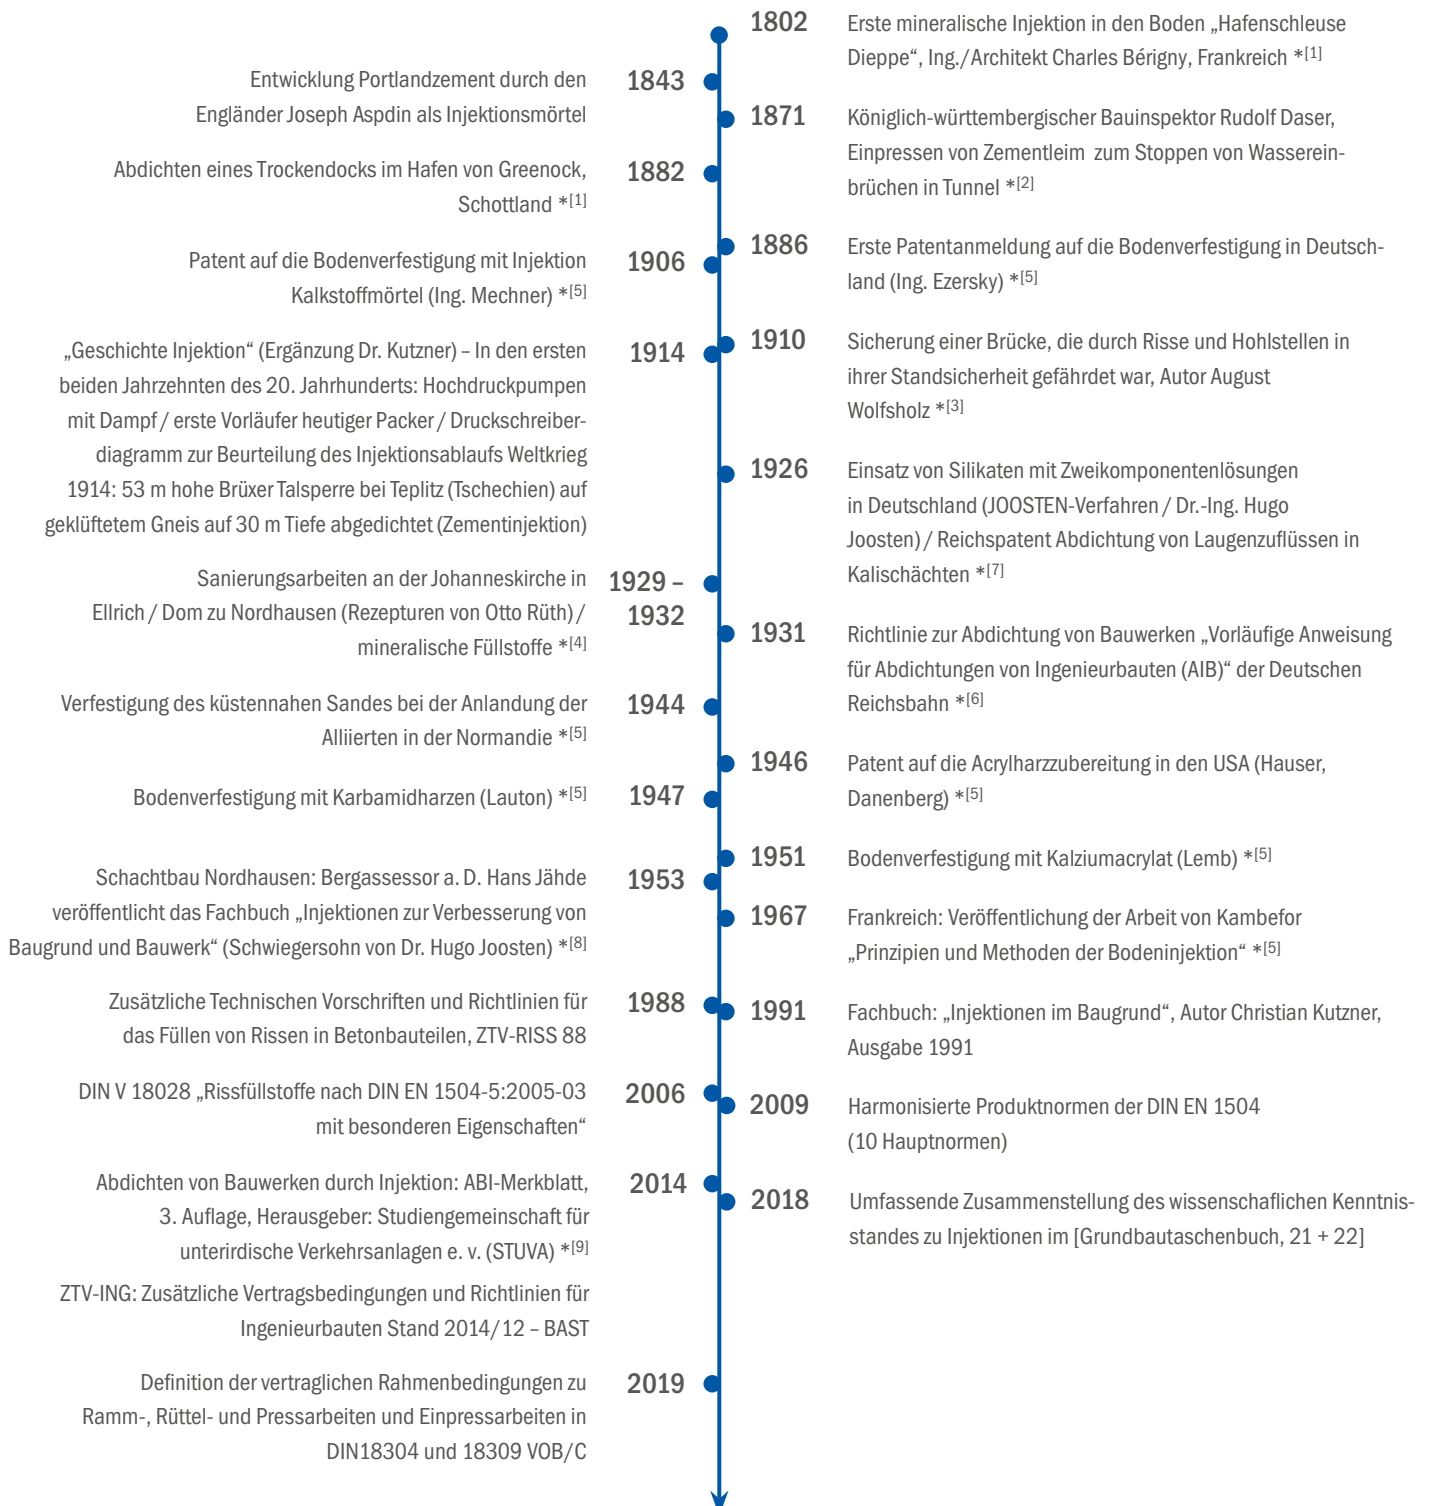 1802
Erste mineralische Injektion in den Boden „Hafenschleuse
Dieppe“, Ing./Architekt Charles Bérigny, Frankreich *[1]
1843
Entwicklung Portlandzement durch den
Engländer Joseph Aspdin als Injektionsmörtel
1871
Königlich-württembergischer Bauinspektor Rudolf Daser,
Einpressen von Zementleim zum Stoppen von Wasserein-
brüchen in Tunnel *[2]
1882
Abdichten eines Trockendocks im Hafen von Greenock,
Schottland *[1]
1886
Erste Patentanmeldung auf die Bodenverfestigung in Deutsch-
land (Ing. Ezersky) *[5]
1906
Patent auf die Bodenverfestigung mit Injektion
Kalkstoffmörtel (Ing. Mechner) *[5]
1910
Sicherung einer Brücke, die durch Risse und Hohlstellen in
ihrer Standsicherheit gefährdet war, Autor August
Wolfsholz *[3]
1914
„Geschichte Injektion“ (Ergänzung Dr. Kutzner) – In den ersten
beiden Jahrzehnten des 20. Jahrhunderts: Hochdruckpumpen
mit Dampf / erste Vorläufer heutiger Packer / Druckschreiber-
diagramm zur Beurteilung des Injektionsablaufs Weltkrieg
1914: 53 m hohe Brüxer Talsperre bei Teplitz (Tschechien) auf
geklüftetem Gneis auf 30 m Tiefe abgedichtet (Zementinjektion)
1926
Einsatz von Silikaten mit Zweikomponentenlösungen
in Deutschland (JOOSTEN-Verfahren / Dr.-Ing. Hugo
Joosten) / Reichspatent Abdichtung von Laugenzuflüssen in
Kalischächten *[7]
1929 –
1932
Sanierungsarbeiten an der Johanneskirche in
Ellrich / Dom zu Nordhausen (Rezepturen von Otto Rüth) /
mineralische Füllstoffe *[4]
1931
Richtlinie zur Abdichtung von Bauwerken „Vorläufige Anweisung
für Abdichtungen von Ingenieurbauten (AIB)“ der Deutschen
Reichsbahn *[6]
1944
Verfestigung des küstennahen Sandes bei der Anlandung der
Alliierten in der Normandie *[5]
1946
Patent auf die Acrylharzzubereitung in den USA (Hauser,
Danenberg) *[5]
1947
Bodenverfestigung mit Karbamidharzen (Lauton) *[5]
1951
Bodenverfestigung mit Kalziumacrylat (Lemb) *[5]
1953
Schachtbau Nordhausen: Bergassessor a. D. Hans Jähde
veröffentlicht das Fachbuch „Injektionen zur Verbesserung von
Baugrund und Bauwerk“ (Schwiegersohn von Dr. Hugo Joosten) *[8]
1967
Frankreich: Veröffentlichung der Arbeit von Kambefor
„Prinzipien und Methoden der Bodeninjektion“ *[5]
1988
Zusätzliche Technischen Vorschriften und Richtlinien für
das Füllen von Rissen in Betonbauteilen, ZTV-RISS 88
1991
Fachbuch: „Injektionen im Baugrund“, Autor Christian Kutzner,
Ausgabe 1991
2006
DIN V 18028 „Rissfüllstoffe nach DIN EN 1504-5:2005-03
mit besonderen Eigenschaften“
2009
Harmonisierte Produktnormen der DIN EN 1504
(10 Hauptnormen)
2014
Abdichten von Bauwerken durch Injektion: ABI-Merkblatt,
3. Auflage, Herausgeber: Studiengemeinschaft für
unterirdische Verkehrsanlagen e. v. (STUVA) *[9]
ZTV-ING: Zusätzliche Vertragsbedingungen und Richtlinien für
Ingenieurbauten Stand 2014/12 – BAST
2018
Umfassende Zusammenstellung des wissenschaflichen Kenntnis-
standes zu Injektionen im [Grundbautaschenbuch, 21 + 22]
2019
Definition der vertraglichen Rahmenbedingungen zu
Ramm-, Rüttel- und Pressarbeiten und Einpressarbeiten in
DIN18304 und 18309 VOB/C